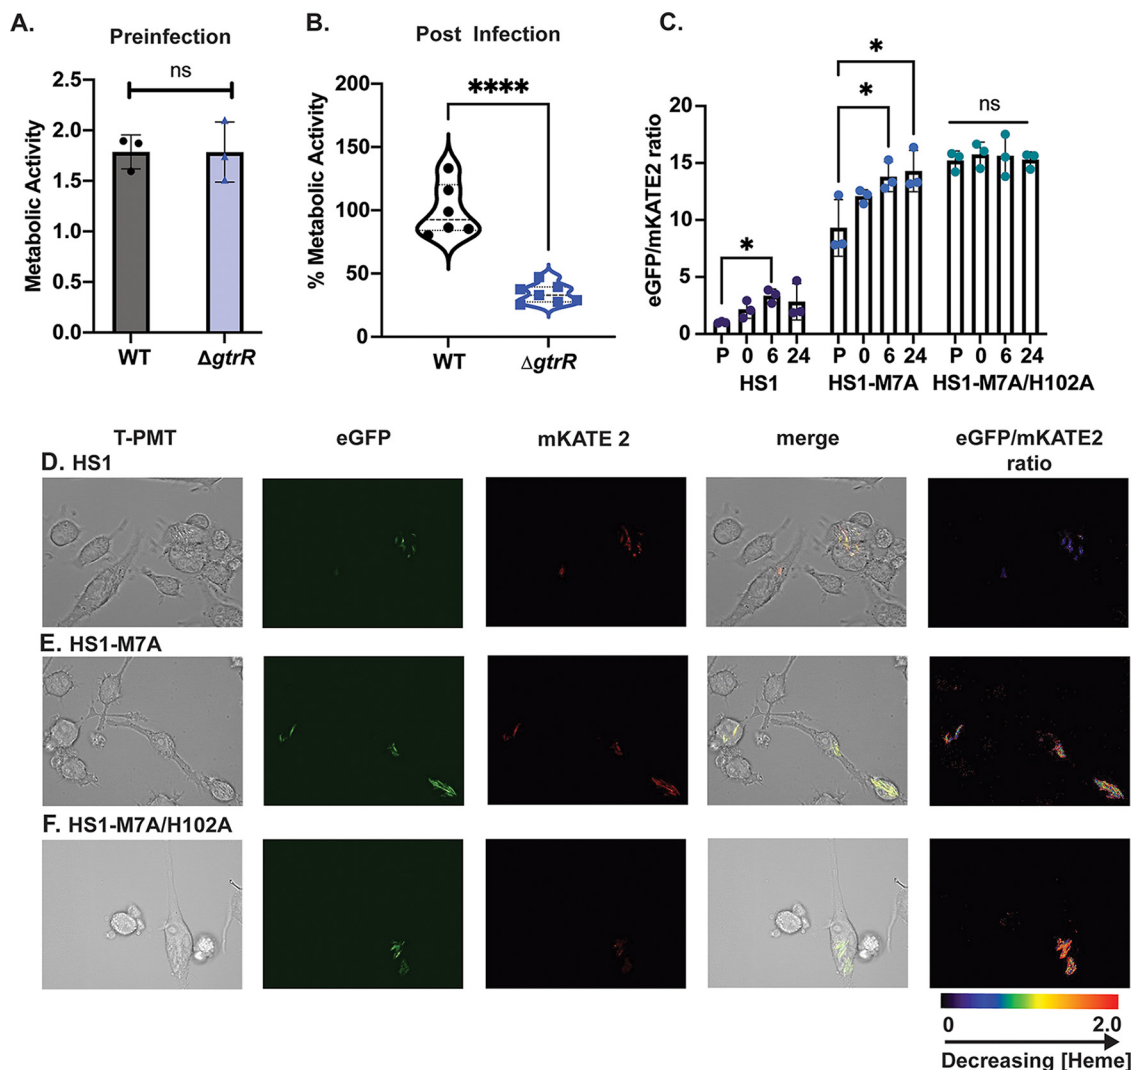 A.
Preinfection
ns
Metabolic Activity
2.5
2.0
1.5
1.0
0.5
0.0
WT
ΔgtrR
B.
Post Infection
****
% Metabolic Activity
200
150
100
50
0
WT
ΔgtrR
C.
*
*
*
ns
eGFP/mKATE2 ratio
20
15
10
5
0
P 0 6 24
P 0 6 24
P 0 6 24
HS1
HS1-M7A
HS1-M7A/H102A
T-PMT
eGFP
mKATE 2
merge
eGFP/mKATE2
ratio
D. HS1
E. HS1-M7A
F. HS1-M7A/H102A
0
2.0
Decreasing [Heme]